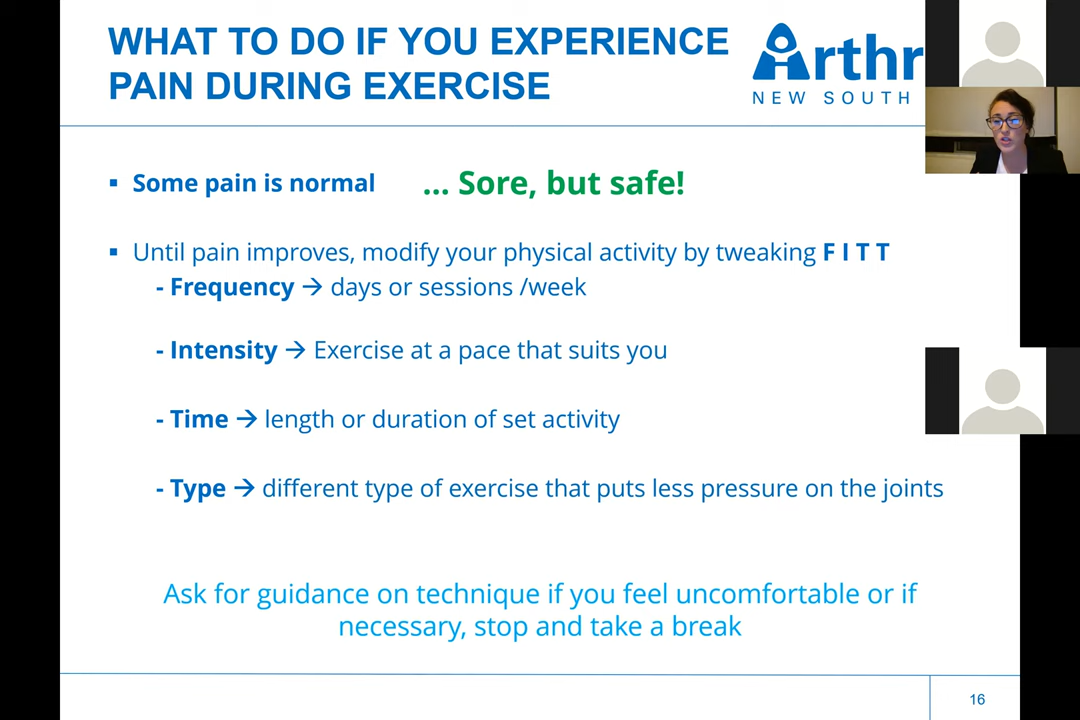 WHAT TO DO IF YOU EXPERIENCE
PAIN DURING EXERCISE
Arthr
NEW SOUTH
▪ Some pain is normal ... Sore, but safe!
▪ Until pain improves, modify your physical activity by tweaking F I T T
- Frequency → days or sessions /week
- Intensity → Exercise at a pace that suits you
- Time → length or duration of set activity
- Type → different type of exercise that puts less pressure on the joints
Ask for guidance on technique if you feel uncomfortable or if
necessary, stop and take a break
16